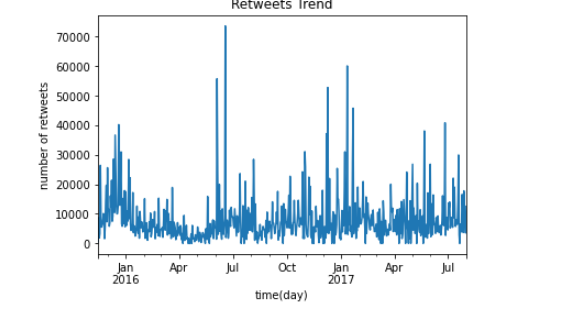 Retweets Trend
70000
60000
50000
40000
30000
20000
10000
0
number of retweets
Jan Apr Jul Oct Jan Apr Jul
2016 2017
time(day)